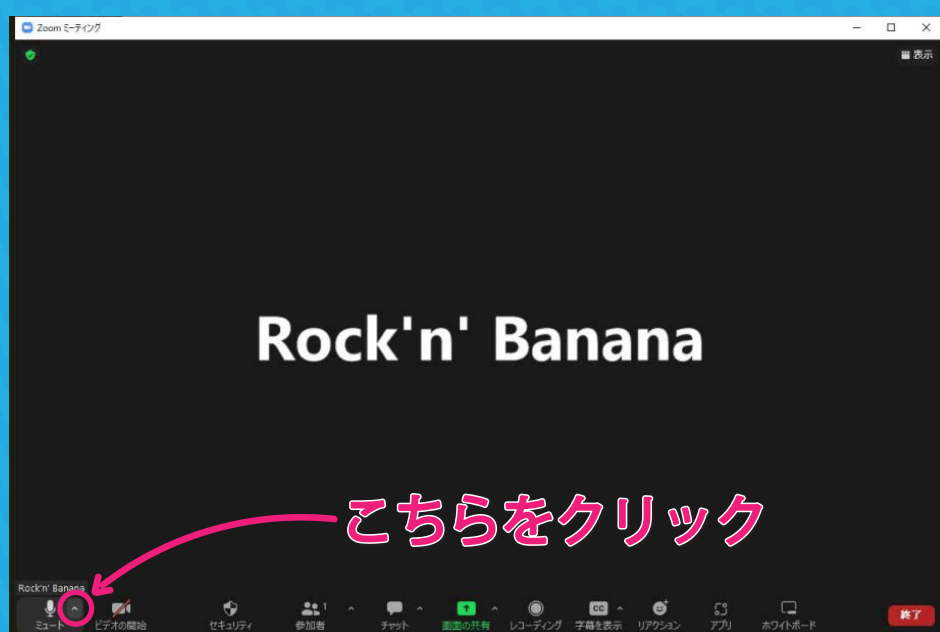 Zoom ミーティング
表示
Rock'n' Banana
こちらをクリック
Rock'n' Banana
ミュート
ビデオの開始
セキュリティ
1
参加者
チャット
画面の共有
レコーディング
CC
字幕を表示
リアクション
アプリ
ホワイトボード
終了